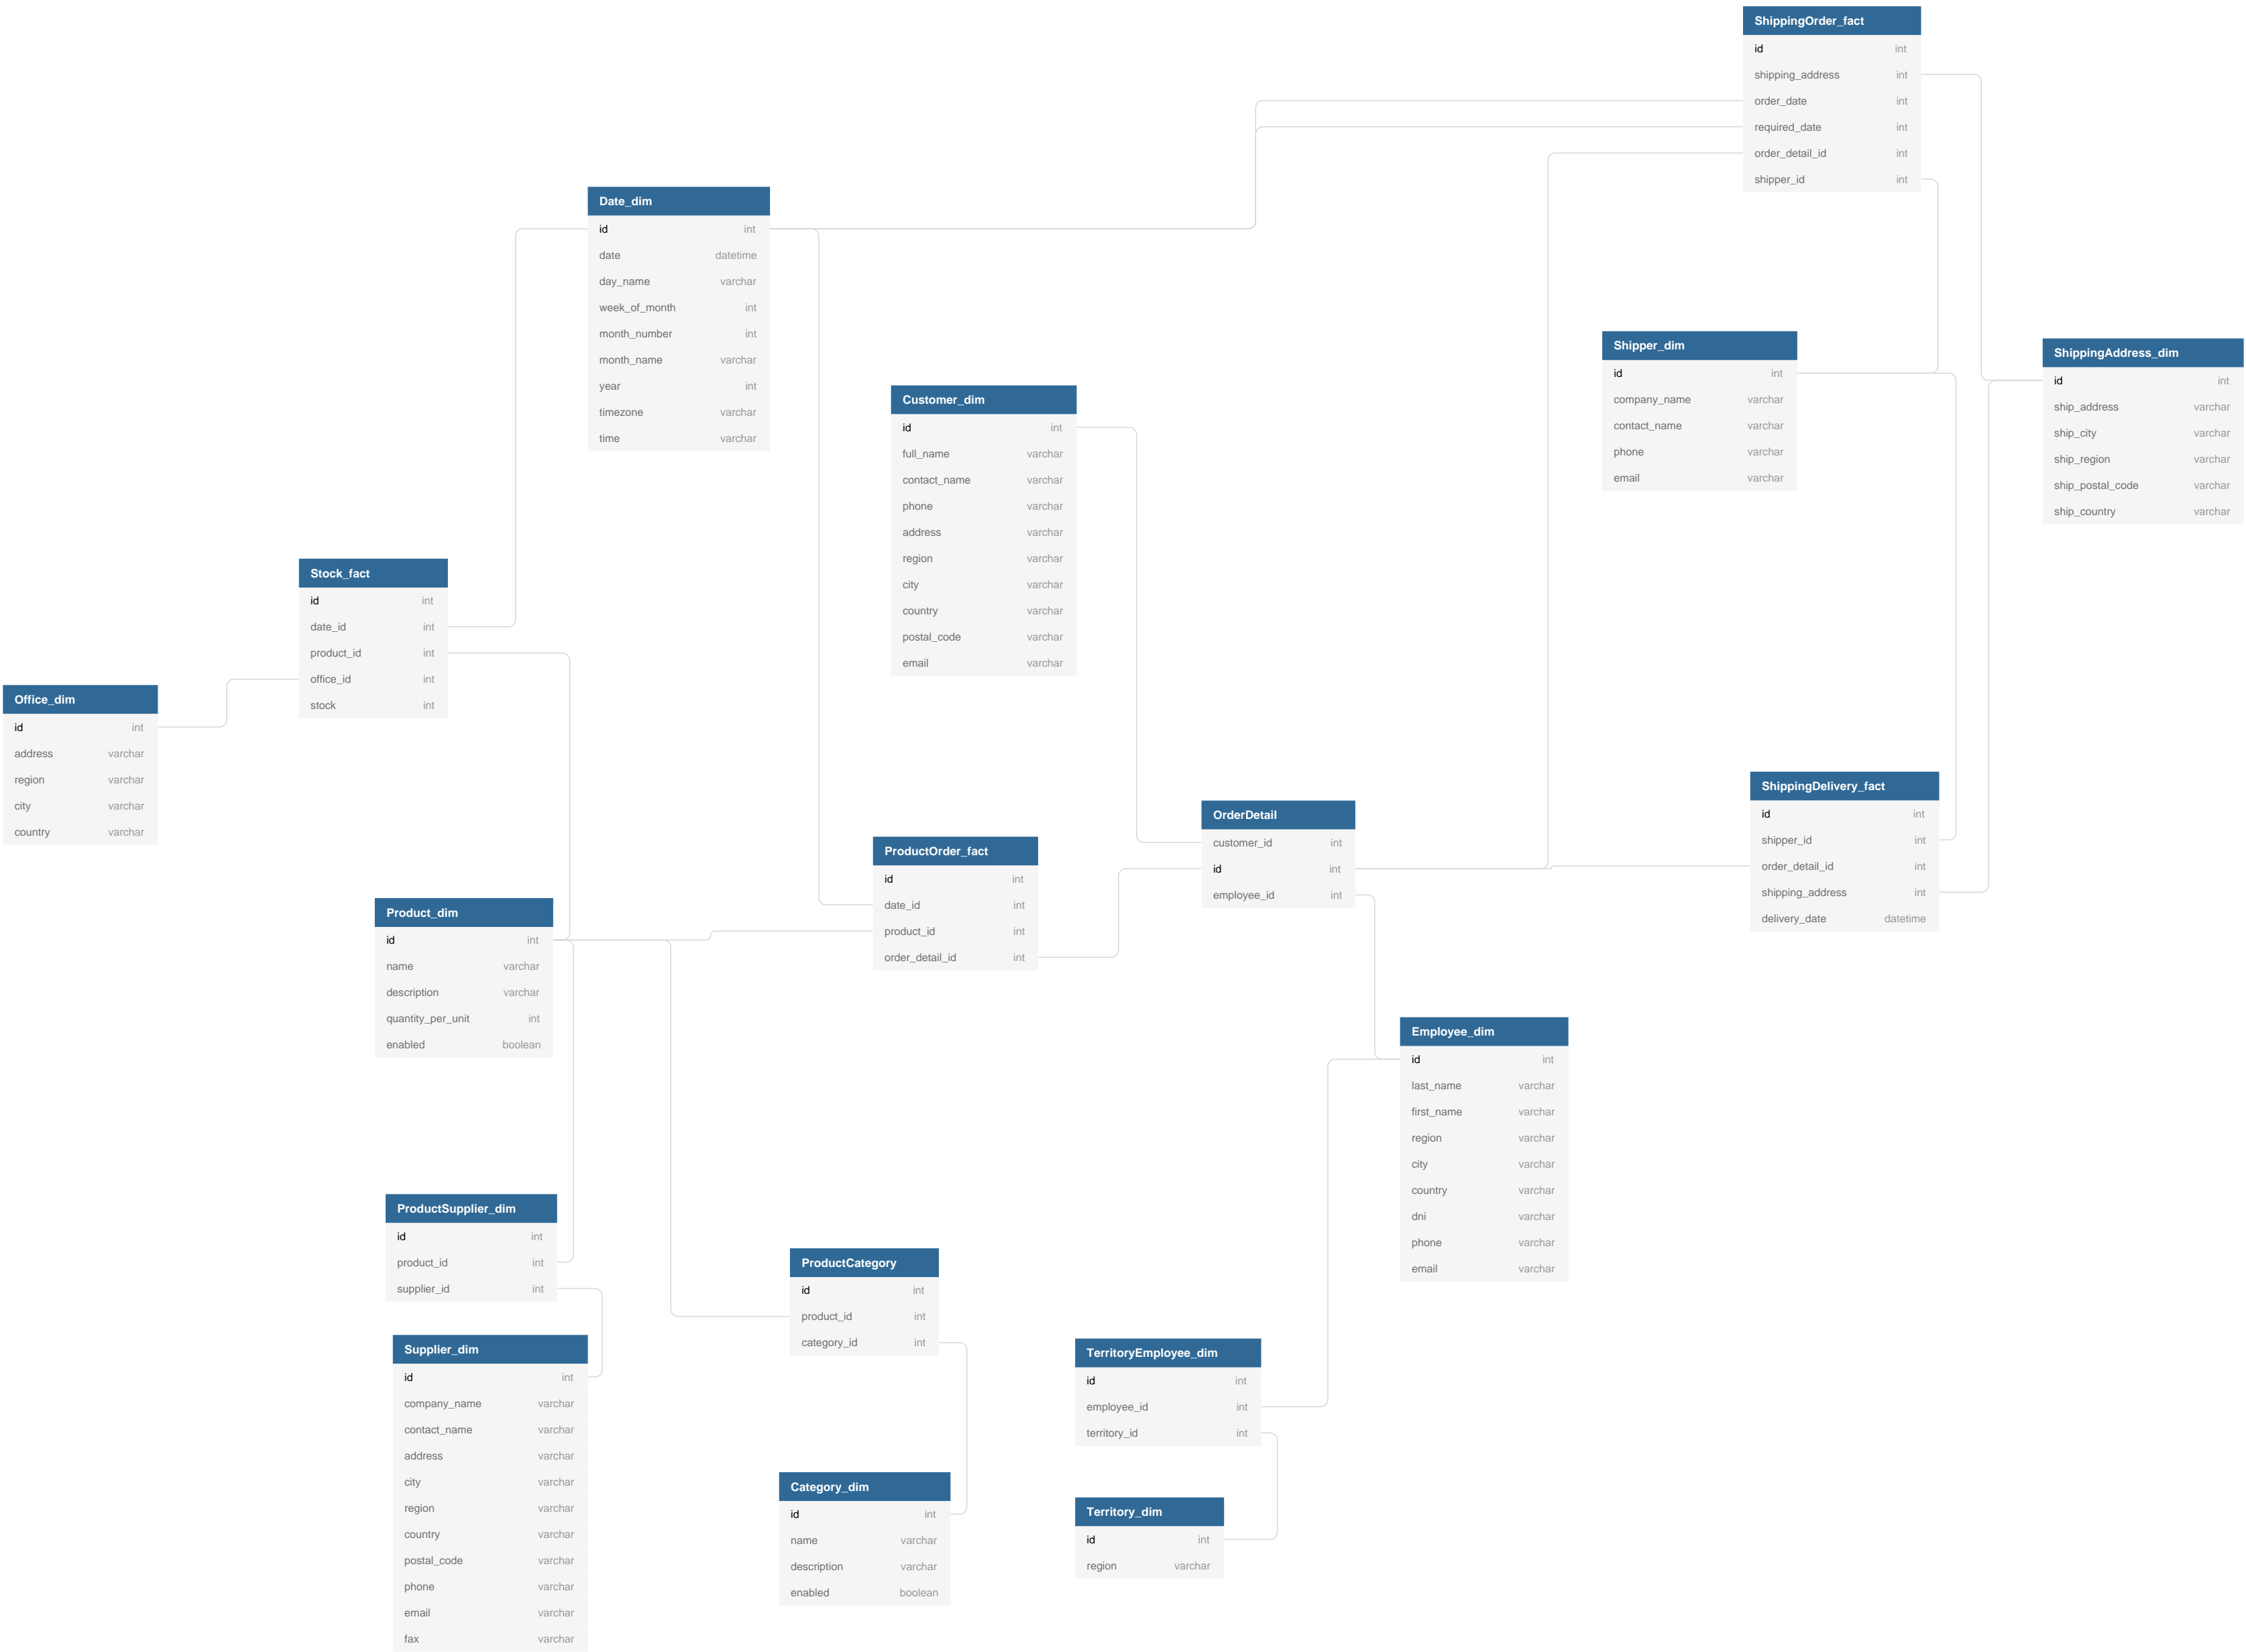 ShippingOrder_fact
id int
shipping_address int
order_date int
required_date int
order_detail_id int
shipper_id int
Date_dim
id int
date datetime
day_name varchar
week_of_month int
month_number int
month_name varchar
year int
timezone varchar
time varchar
Shipper_dim
id int
company_name varchar
contact_name varchar
phone varchar
email varchar
ShippingAddress_dim
id int
ship_address varchar
ship_city varchar
ship_region varchar
ship_postal_code varchar
ship_country varchar
Customer_dim
id int
full_name varchar
contact_name varchar
phone varchar
address varchar
region varchar
city varchar
country varchar
postal_code varchar
email varchar
Stock_fact
id int
date_id int
product_id int
office_id int
stock int
Office_dim
id int
address varchar
region varchar
city varchar
country varchar
ShippingDelivery_fact
id int
shipper_id int
order_detail_id int
shipping_address int
delivery_date datetime
OrderDetail
customer_id int
id int
employee_id int
ProductOrder_fact
id int
date_id int
product_id int
order_detail_id int
Product_dim
id int
name varchar
description varchar
quantity_per_unit int
enabled boolean
Employee_dim
id int
last_name varchar
first_name varchar
region varchar
city varchar
country varchar
dni varchar
phone varchar
email varchar
ProductSupplier_dim
id int
product_id int
supplier_id int
ProductCategory
id int
product_id int
category_id int
Supplier_dim
id int
company_name varchar
contact_name varchar
address varchar
city varchar
region varchar
country varchar
postal_code varchar
phone varchar
email varchar
fax varchar
TerritoryEmployee_dim
id int
employee_id int
territory_id int
Category_dim
id int
name varchar
description varchar
enabled boolean
Territory_dim
id int
region varchar